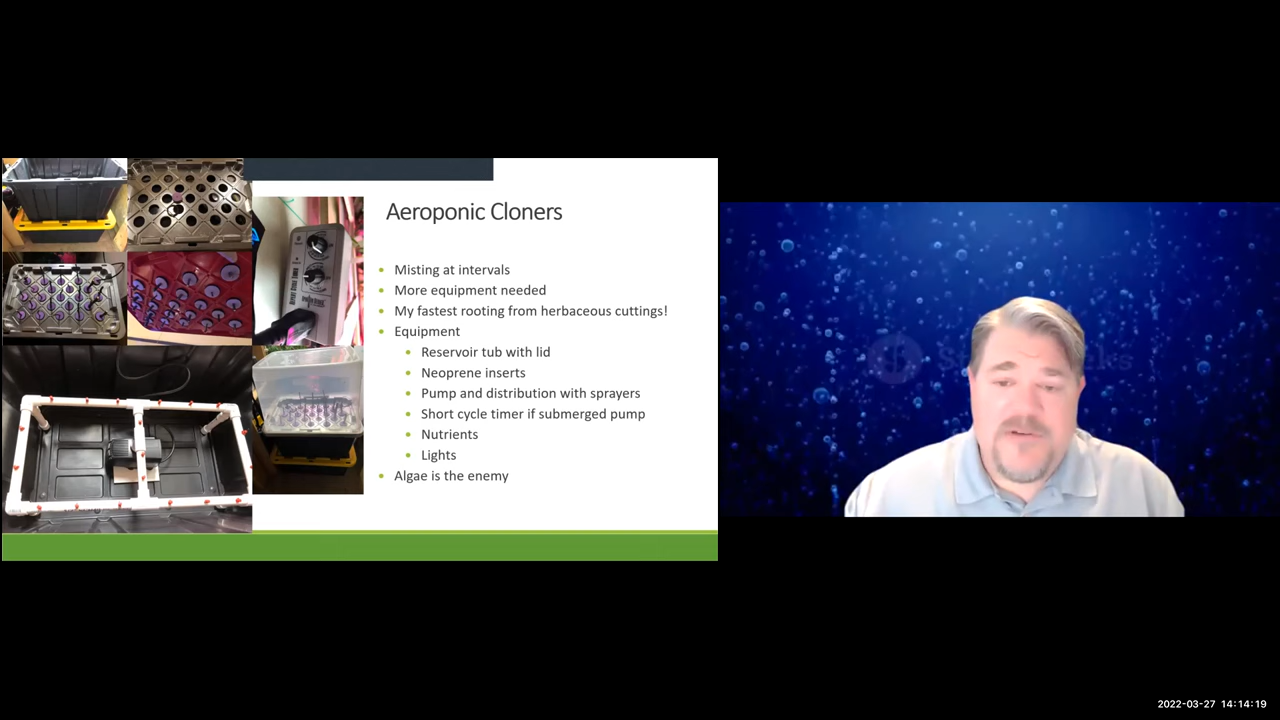 Aeroponic Cloners
Misting at intervals
More equipment needed
My fastest rooting from herbaceous cuttings!
Equipment
Reservoir tub with lid
Neoprene inserts
Pump and distribution with sprayers
Short cycle timer if submerged pump
Nutrients
Lights
Algae is the enemy
2022-03-27 14:14:19